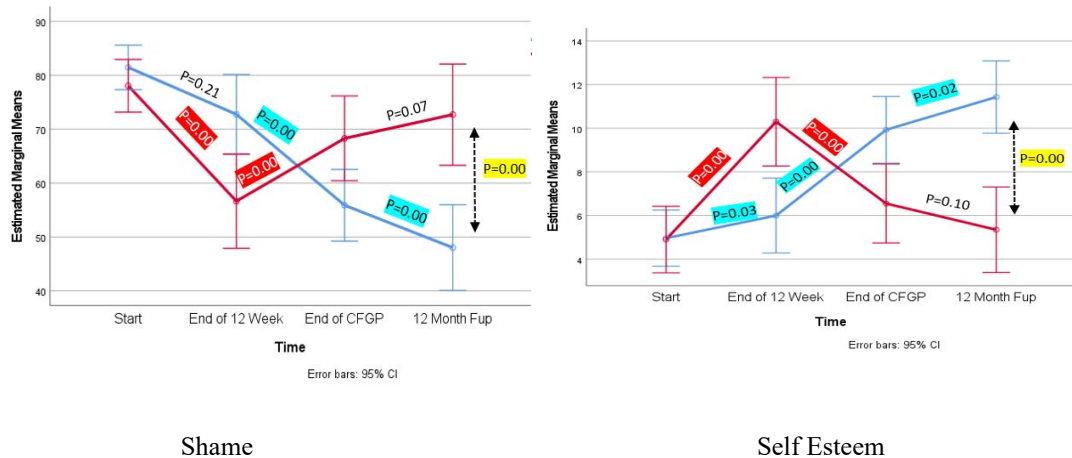 90
80
70
60
50
40
Estimated Marginal Means
P=0.21
P=0.00
P=0.00
P=0.00
P=0.07
P=0.00
P=0.00
Start
End of 12 Week
End of CFGP
12 Month Fup
Time
Error bars: 95% CI
Shame
14
12
10
8
6
4
Estimated Marginal Means
P=0.00
P=0.03
P=0.00
P=0.00
P=0.02
P=0.10
P=0.00
Start
End of 12 Week
End of CFGP
12 Month Fup
Time
Error bars: 95% CI
Self Esteem